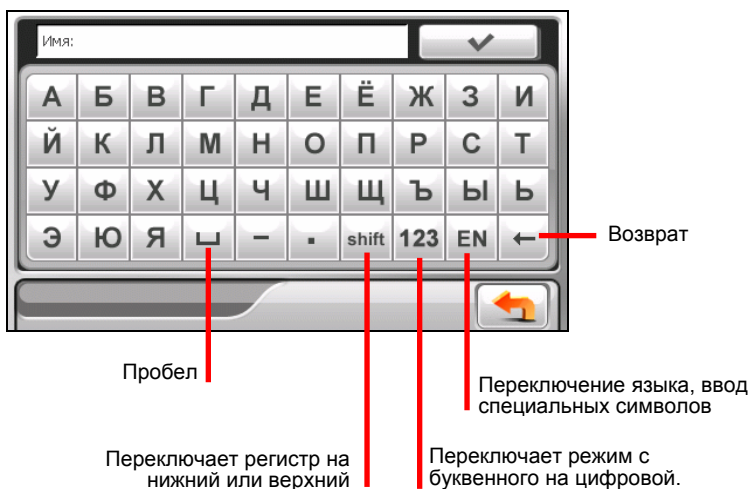 Имя:
А Б В Г Д Е Ё Ж З И
Й К Л М Н О П Р С Т
У Ф Х Ц Ч Ш Щ Ъ Ы Ь
Э Ю Я - . shift 123 EN ←
Возврат
Пробел
Переключение языка, ввод
специальных символов
Переключает регистр на
нижний или верхний
Переключает режим с
буквенного на цифровой.